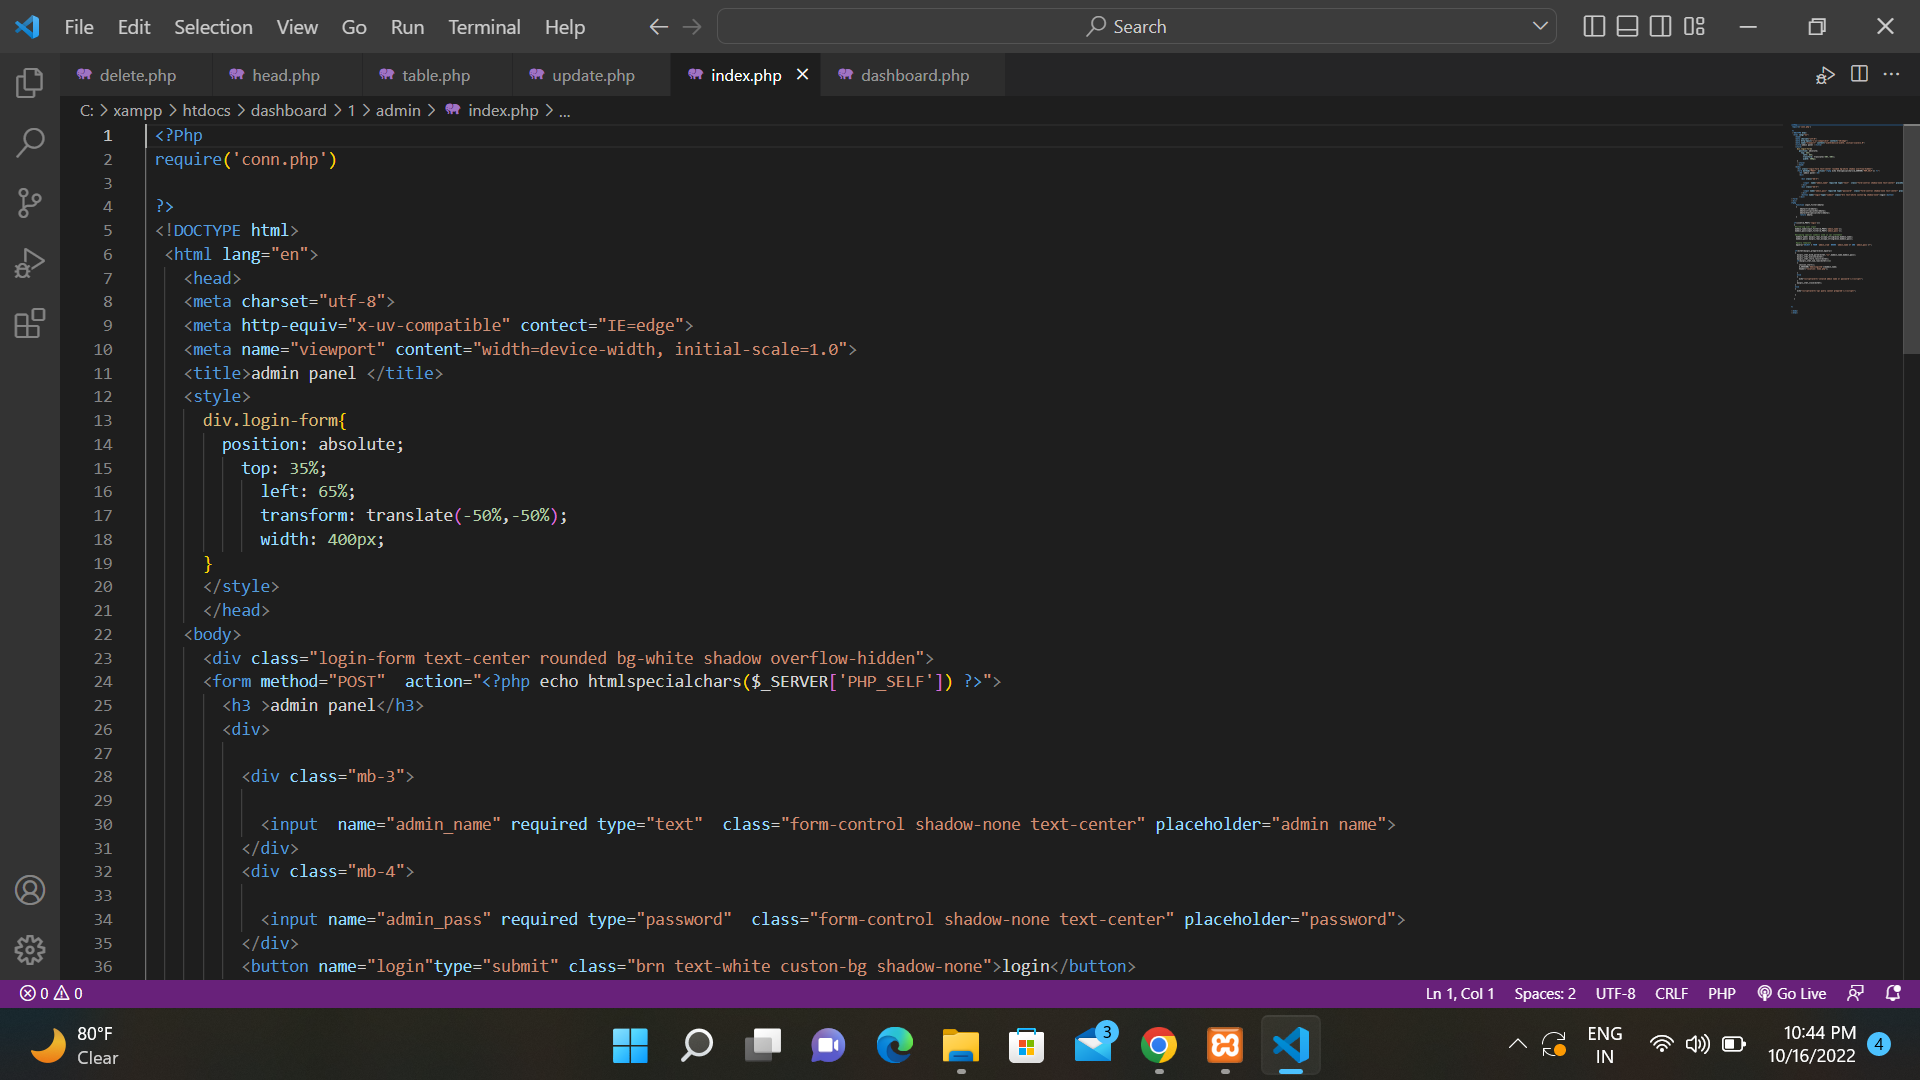 File Edit Selection View Go Run Terminal Help Search
delete.php head.php table.php update.php index.php dashboard.php
C: > xampp > htdocs > dashboard > 1 > admin > index.php > ...
1 <?Php
2 require('conn.php')
3
4 ?>
5 <!DOCTYPE html>
6 <html lang="en">
7 <head>
8 <meta charset="utf-8">
9 <meta http-equiv="x-uv-compatible" contect="IE=edge">
10 <meta name="viewport" content="width=device-width, initial-scale=1.0">
11 <title>admin panel </title>
12 <style>
13 div.login-form{
14 position: absolute;
15 top: 35%;
16 left: 65%;
17 transform: translate(-50%,-50%);
18 width: 400px;
19 }
20 </style>
21 </head>
22 <body>
23 <div class="login-form text-center rounded bg-white shadow overflow-hidden">
24 <form method="POST"  action="<?php echo htmlspecialchars($_SERVER['PHP_SELF']) ?>">
25 <h3 >admin panel</h3>
26 <div>
27
28 <div class="mb-3">
29
30 <input  name="admin_name" required type="text"  class="form-control shadow-none text-center" placeholder="admin name">
31 </div>
32 <div class="mb-4">
33
34 <input name="admin_pass" required type="password"  class="form-control shadow-none text-center" placeholder="password">
35 </div>
36 <button name="login"type="submit" class="brn text-white custon-bg shadow-none">login</button>
0 0 Ln 1, Col 1 Spaces: 2 UTF-8 CRLF PHP Go Live
80°F
Clear
3
ENG
IN
10:44 PM
10/16/2022
4